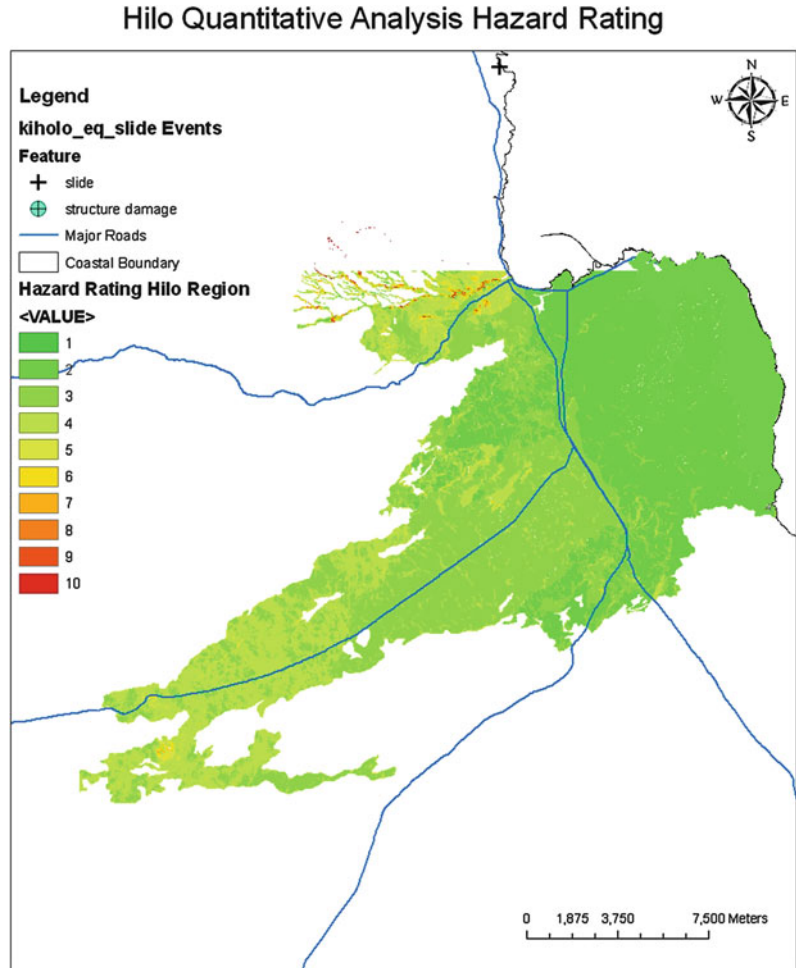 Hilo Quantitative Analysis Hazard Rating
N
W E
S
Legend
kiholo_eq_slide Events
Feature
slide
structure damage
Major Roads
Coastal Boundary
Hazard Rating Hilo Region
<VALUE>
1
2
3
4
5
6
7
8
9
10
0 1,875 3,750 7,500 Meters